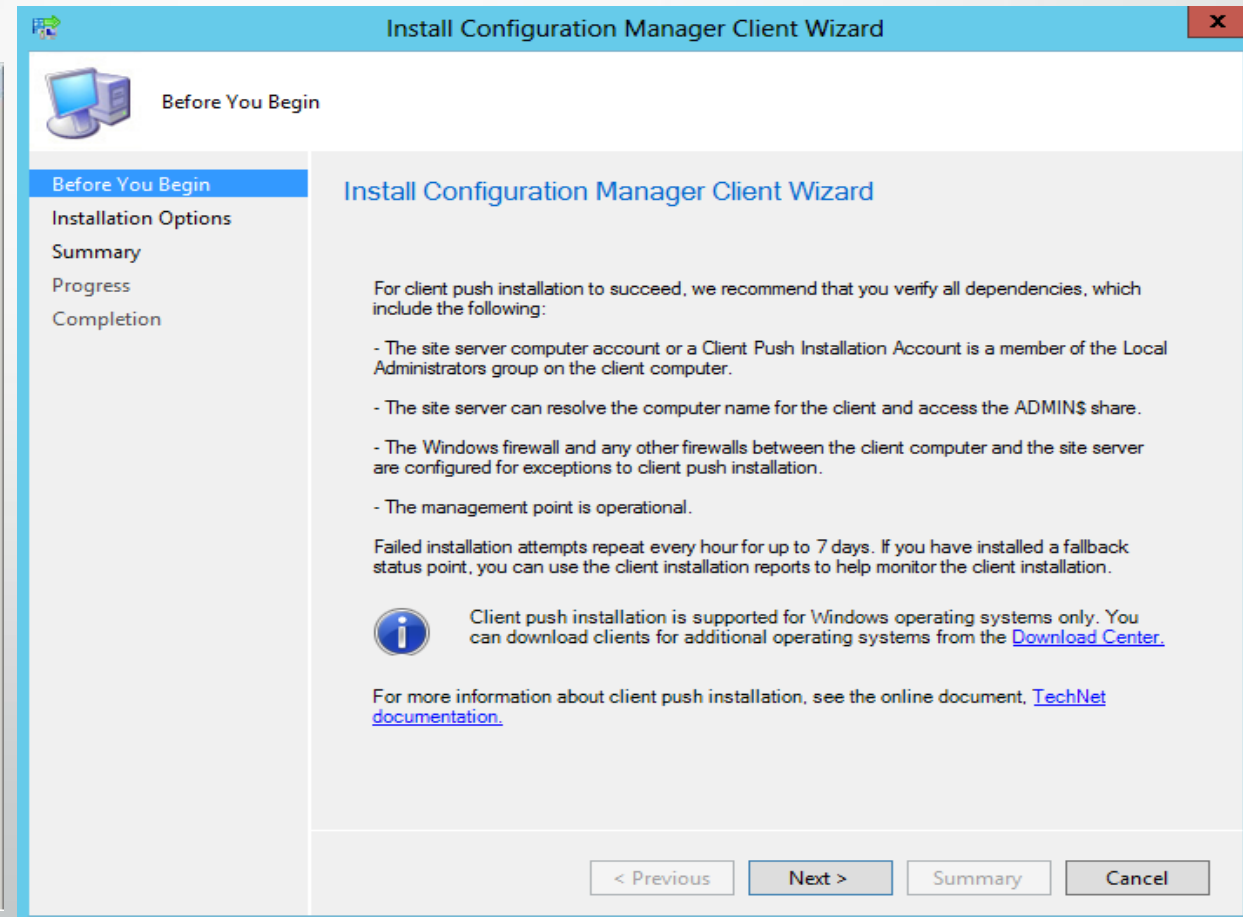 Install Configuration Manager Client Wizard
x
Before You Begin
Before You Begin
Installation Options
Summary
Progress
Completion
Install Configuration Manager Client Wizard
For client push installation to succeed, we recommend that you verify all dependencies, which
include the following:
- The site server computer account or a Client Push Installation Account is a member of the Local
Administrators group on the client computer.
- The site server can resolve the computer name for the client and access the ADMIN$ share.
- The Windows firewall and any other firewalls between the client computer and the site server
are configured for exceptions to client push installation.
- The management point is operational.
Failed installation attempts repeat every hour for up to 7 days. If you have installed a fallback
status point, you can use the client installation reports to help monitor the client installation.
Client push installation is supported for Windows operating systems only. You
can download clients for additional operating systems from the Download Center.
For more information about client push installation, see the online document, TechNet
documentation.
< Previous
Next >
Summary
Cancel